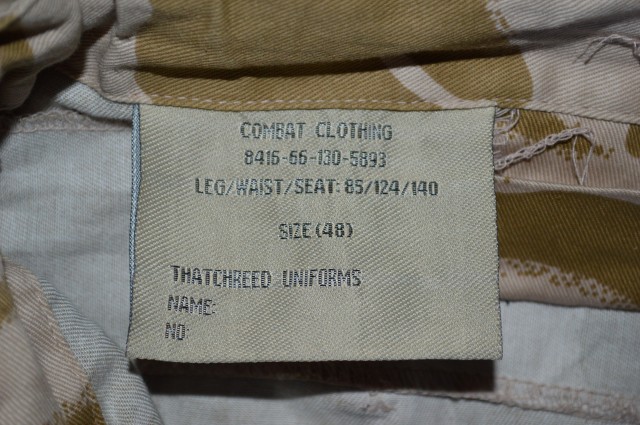 COMBAT CLOTHING
8415-66-130-5893
LEG/WAIST/SEAT: 85/124/140
SIZE (48)
THATCHREED UNIFORMS
NAME:
NO: